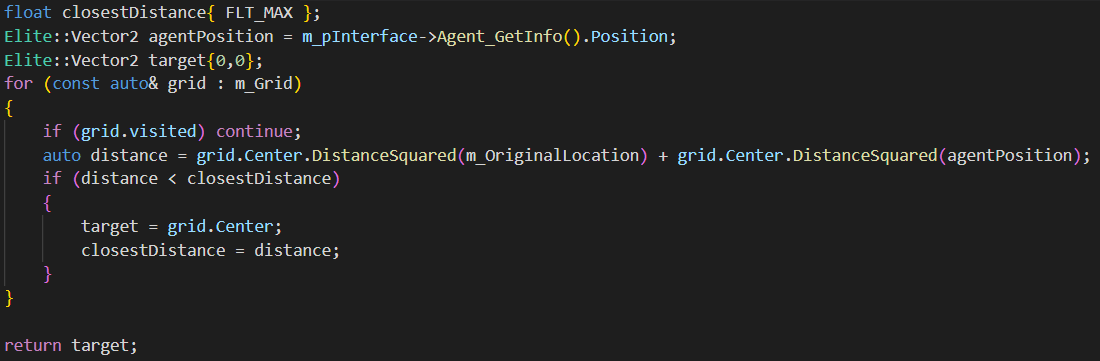 float closestDistance{ FLT_MAX };
Elite::Vector2 agentPosition = m_pInterface->Agent_GetInfo().Position;
Elite::Vector2 target{0,0};
for (const auto& grid : m_Grid)
{
    if (grid.visited) continue;
    auto distance = grid.Center.DistanceSquared(m_OriginalLocation) + grid.Center.DistanceSquared(agentPosition);
    if (distance < closestDistance)
    {
        target = grid.Center;
        closestDistance = distance;
    }
}

return target;